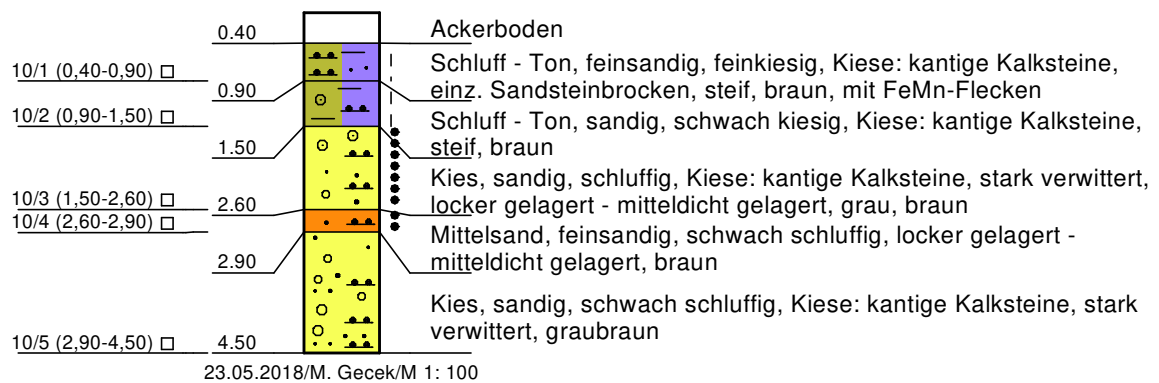 0.40
Ackerboden
10/1 (0,40-0,90) □
0.90
Schluff - Ton, feinsandig, feinkiesig, Kiese: kantige Kalksteine,
einz. Sandsteinbrocken, steif, braun, mit FeMn-Flecken
10/2 (0,90-1,50) □
1.50
Schluff - Ton, sandig, schwach kiesig, Kiese: kantige Kalksteine,
steif, braun
10/3 (1,50-2,60) □
2.60
Kies, sandig, schluffig, Kiese: kantige Kalksteine, stark verwittert,
locker gelagert - mitteldicht gelagert, grau, braun
10/4 (2,60-2,90) □
2.90
Mittelsand, feinsandig, schwach schluffig, locker gelagert -
mitteldicht gelagert, braun
Kies, sandig, schwach schluffig, Kiese: kantige Kalksteine, stark
verwittert, graubraun
10/5 (2,90-4,50) □
4.50
23.05.2018/M. Gecek/M 1: 100